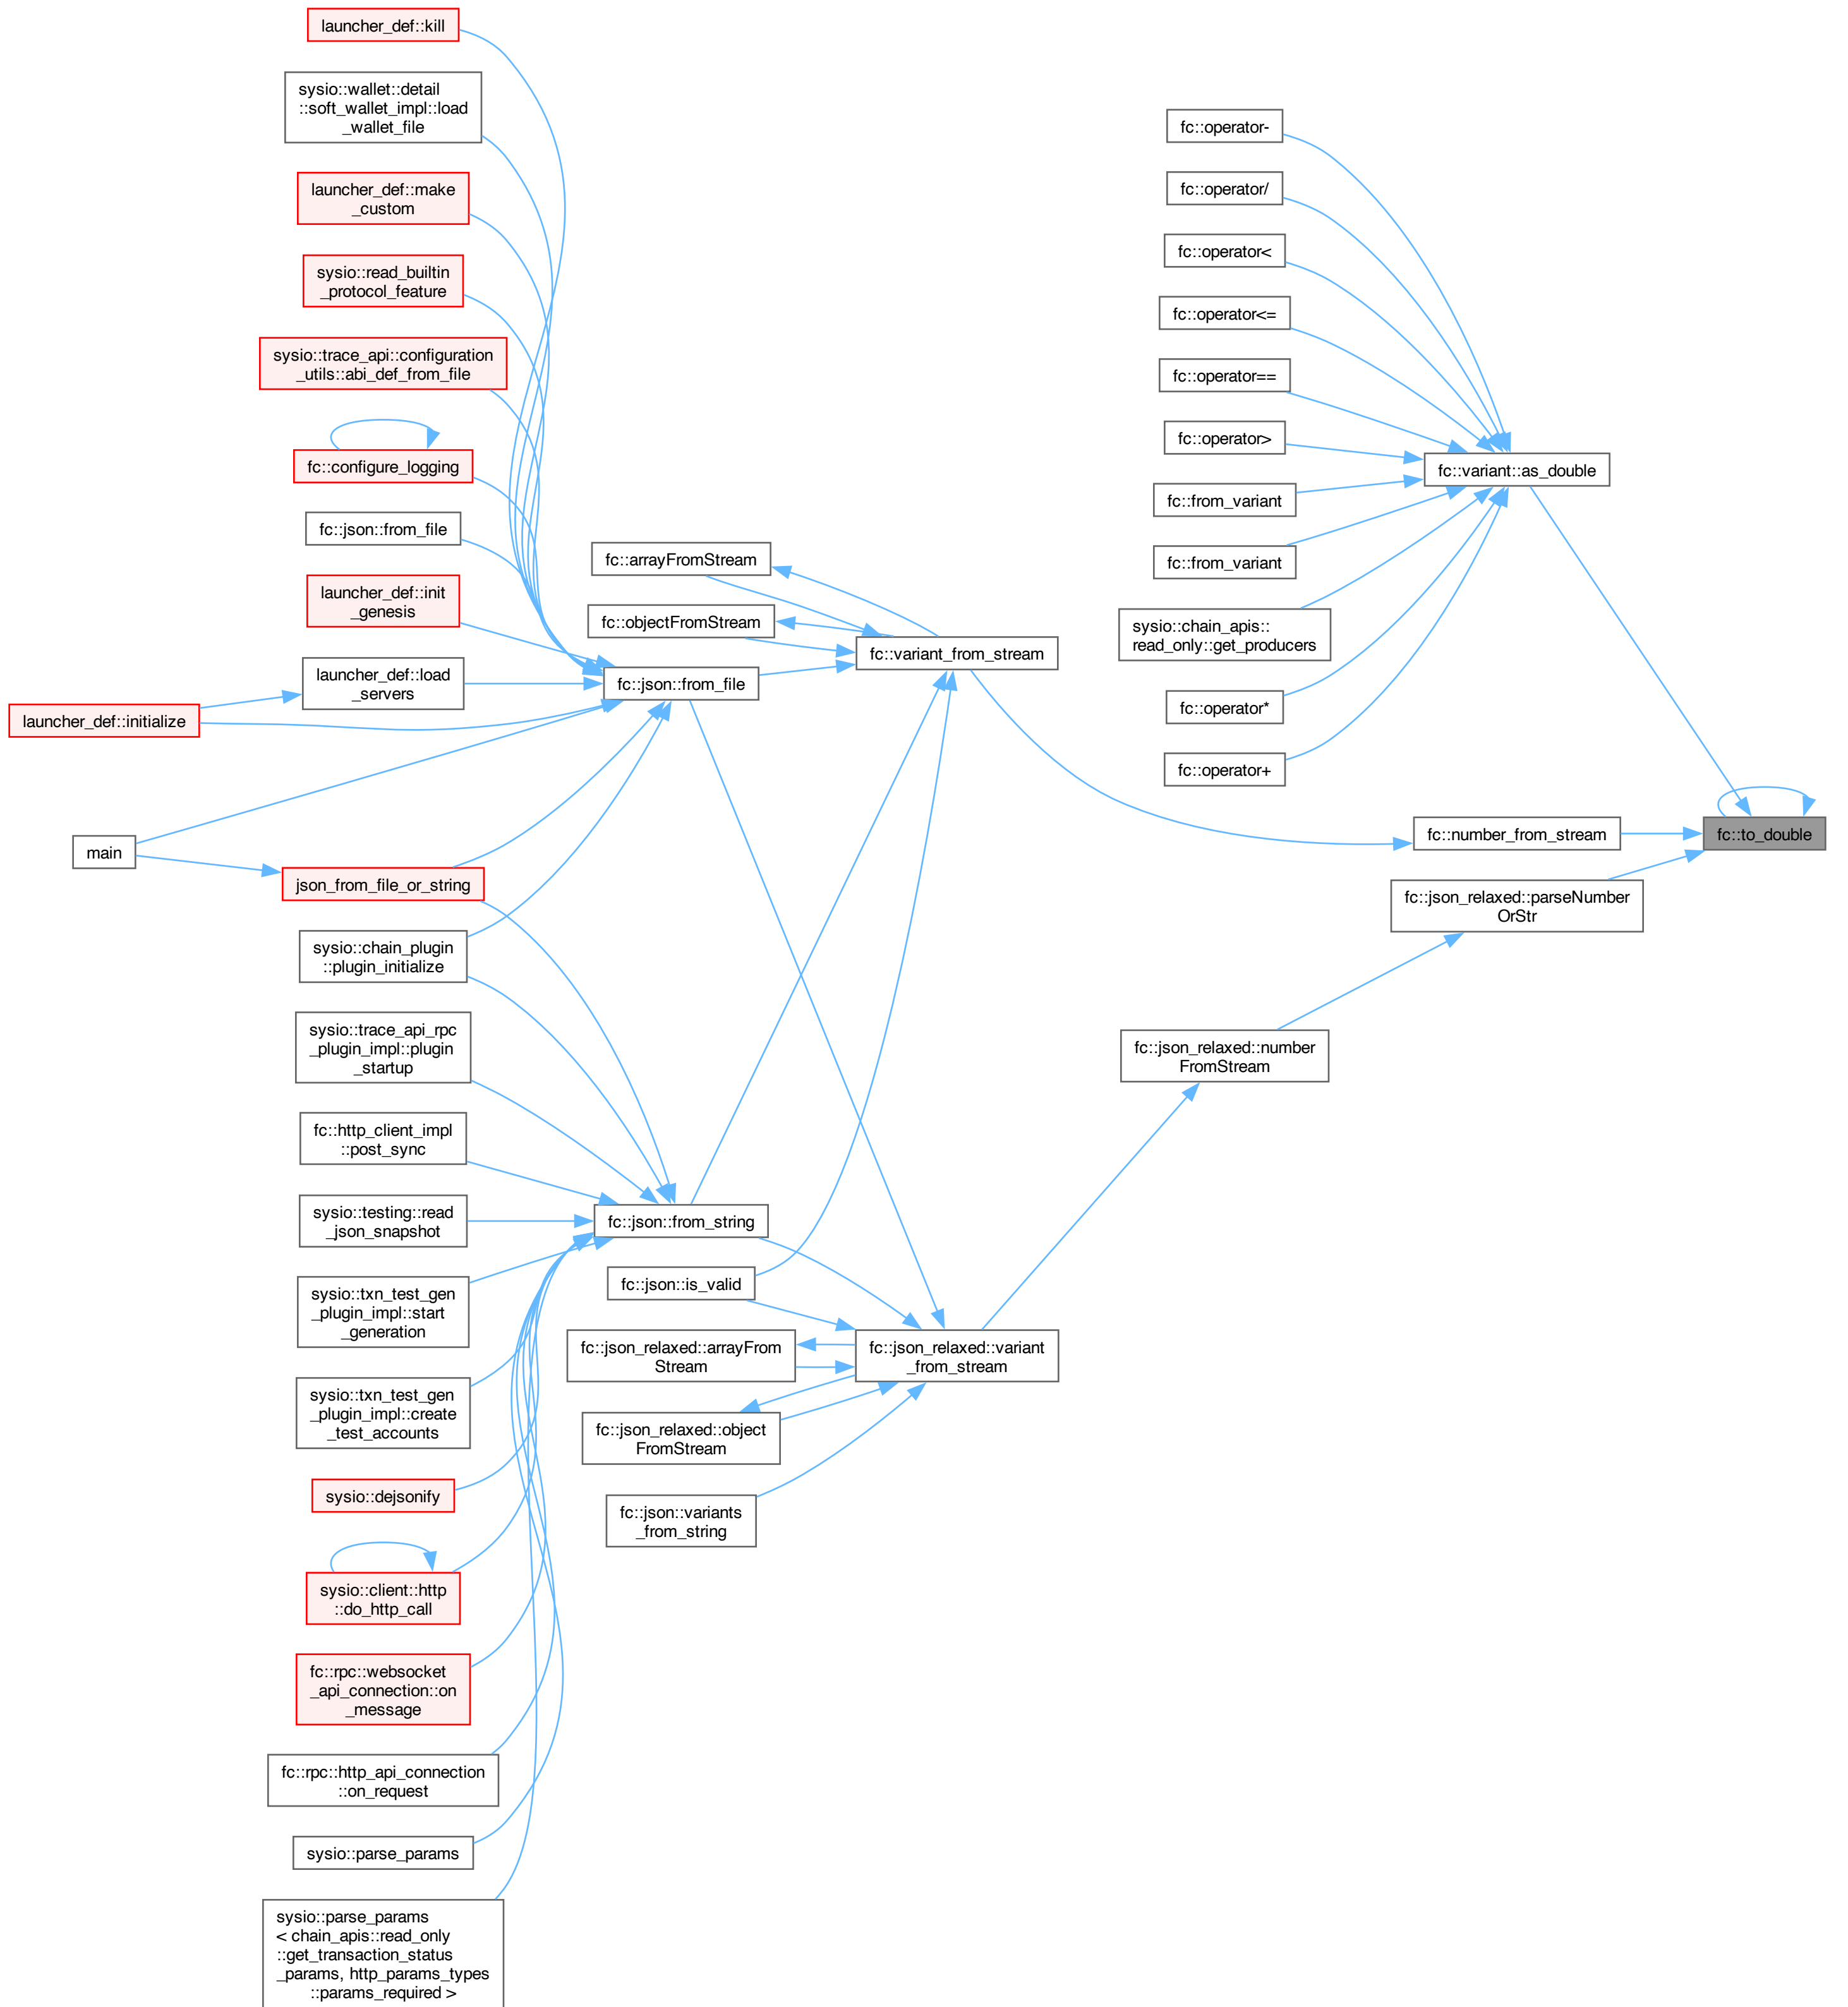 launcher_def::kill
sysio::wallet::detail
::soft_wallet_impl::load
_wallet_file
launcher_def::make
_custom
sysio::read_builtin
_protocol_feature
sysio::trace_api::configuration
_utils::abi_def_from_file
fc::configure_logging
fc::json::from_file
launcher_def::init
_genesis
launcher_def::load
_servers
launcher_def::initialize
main
json_from_file_or_string
sysio::chain_plugin
::plugin_initialize
sysio::trace_api_rpc
_plugin_impl::plugin
_startup
fc::http_client_impl
::post_sync
sysio::testing::read
_json_snapshot
sysio::txn_test_gen
_plugin_impl::start
_generation
sysio::txn_test_gen
_plugin_impl::create
_test_accounts
sysio::dejsonify
sysio::client::http
::do_http_call
fc::rpc::websocket
_api_connection::on
_message
fc::rpc::http_api_connection
::on_request
sysio::parse_params
sysio::parse_params
< chain_apis::read_only
::get_transaction_status
_params, http_params_types
::params_required >
fc::arrayFromStream
fc::objectFromStream
fc::json::from_file
fc::variant_from_stream
fc::json::from_string
fc::json::is_valid
fc::json_relaxed::arrayFrom
Stream
fc::json_relaxed::object
FromStream
fc::json::variants
_from_string
fc::json_relaxed::variant
_from_stream
fc::operator-
fc::operator/
fc::operator<
fc::operator<=
fc::operator==
fc::operator>
fc::from_variant
fc::from_variant
sysio::chain_apis::
read_only::get_producers
fc::operator*
fc::operator+
fc::json_relaxed::number
FromStream
fc::variant::as_double
fc::number_from_stream
fc::json_relaxed::parseNumber
OrStr
fc::to_double